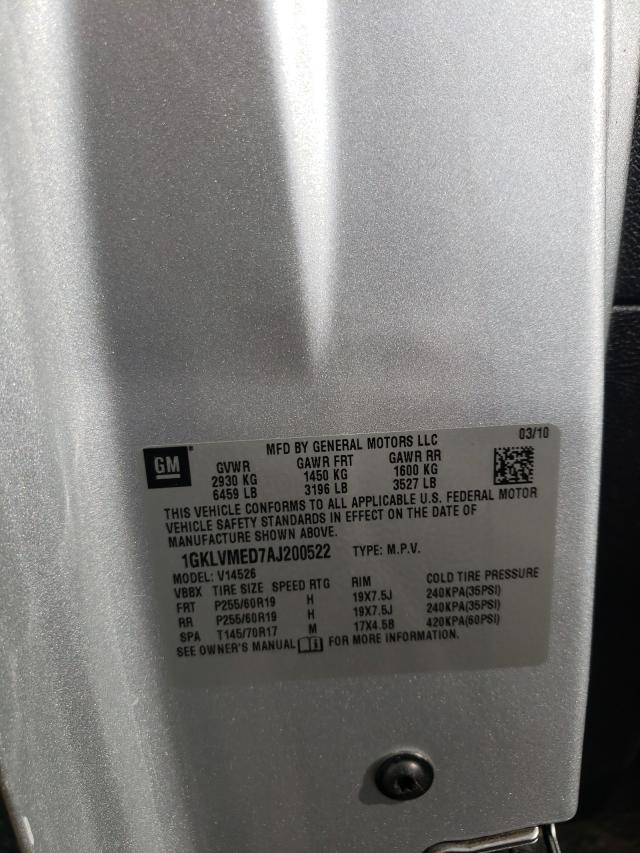 MFD BY GENERAL MOTORS LLC 03/10
GM GVWR GAWR FRT GAWR RR
2930 KG 1450 KG 1600 KG
6459 LB 3196 LB 3527 LB
THIS VEHICLE CONFORMS TO ALL APPLICABLE U.S. FEDERAL MOTOR
VEHICLE SAFETY STANDARDS IN EFFECT ON THE DATE OF
MANUFACTURE SHOWN ABOVE.
1GKLVMED7AJ200522 TYPE: M.P.V.
MODEL: V14526
VBBX TIRE SIZE SPEED RTG RIM COLD TIRE PRESSURE
FRT P255/60R19 H 19X7.5J 240KPA(35PSI)
RR P255/60R19 H 19X7.5J 240KPA(35PSI)
SPA T145/70R17 M 17X4.5B 420KPA(60PSI)
SEE OWNER'S MANUAL FOR MORE INFORMATION.